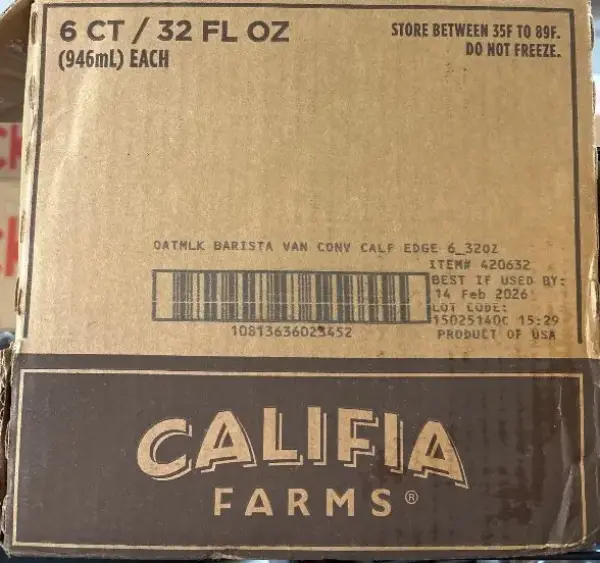 6 CT / 32 FL OZ
(946mL) EACH
STORE BETWEEN 35F TO 89F.
DO NOT FREEZE.
OATMLK BARISTA VAN CONV CALF EDGE 6_32OZ
ITEM# 420632
BEST IF USED BY:
14 Feb 2026
LOT CODE:
15025140C 15:29
PRODUCT OF USA
10813636023452
CALIFIA
FARMS®